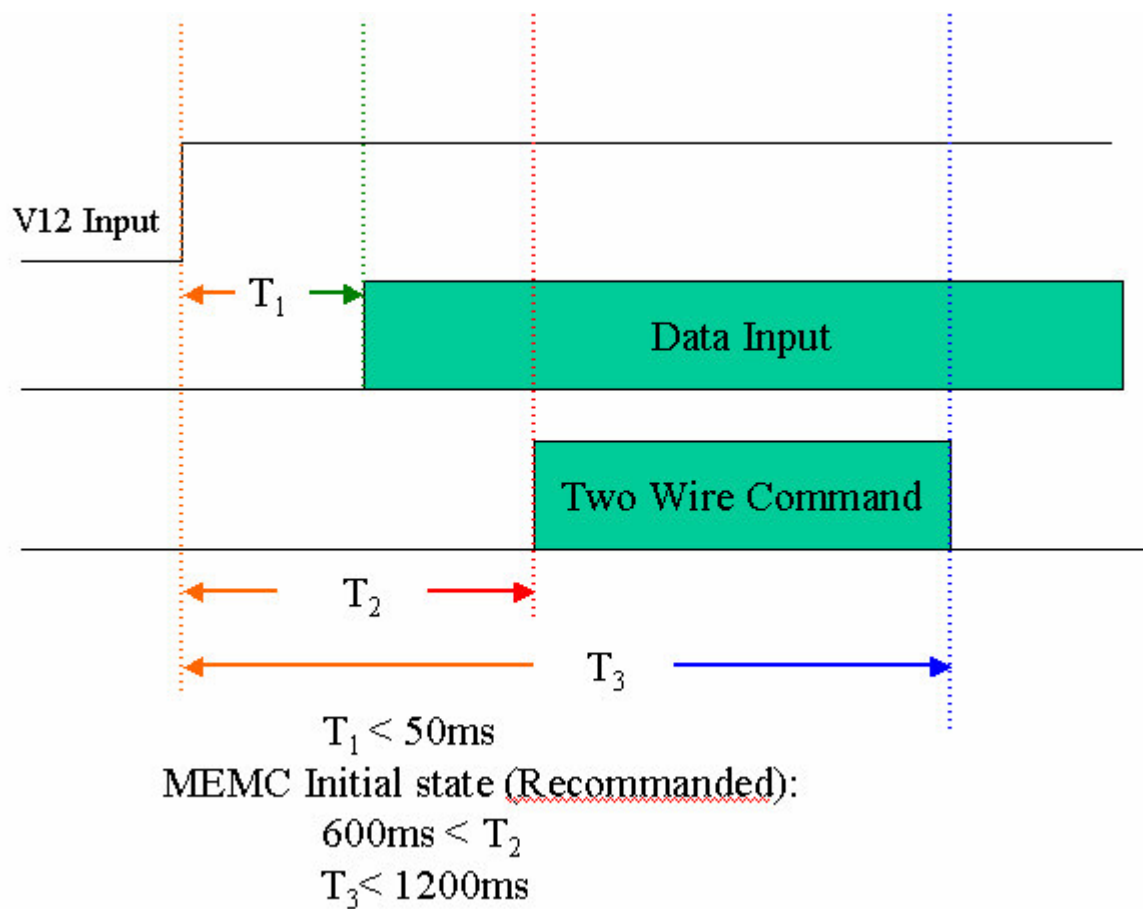 V12 Input
T₁
Data Input
Two Wire Command
T₂
T₃
T₁ < 50ms
MEMC Initial state (Recommanded):
600ms < T₂
T₃< 1200ms